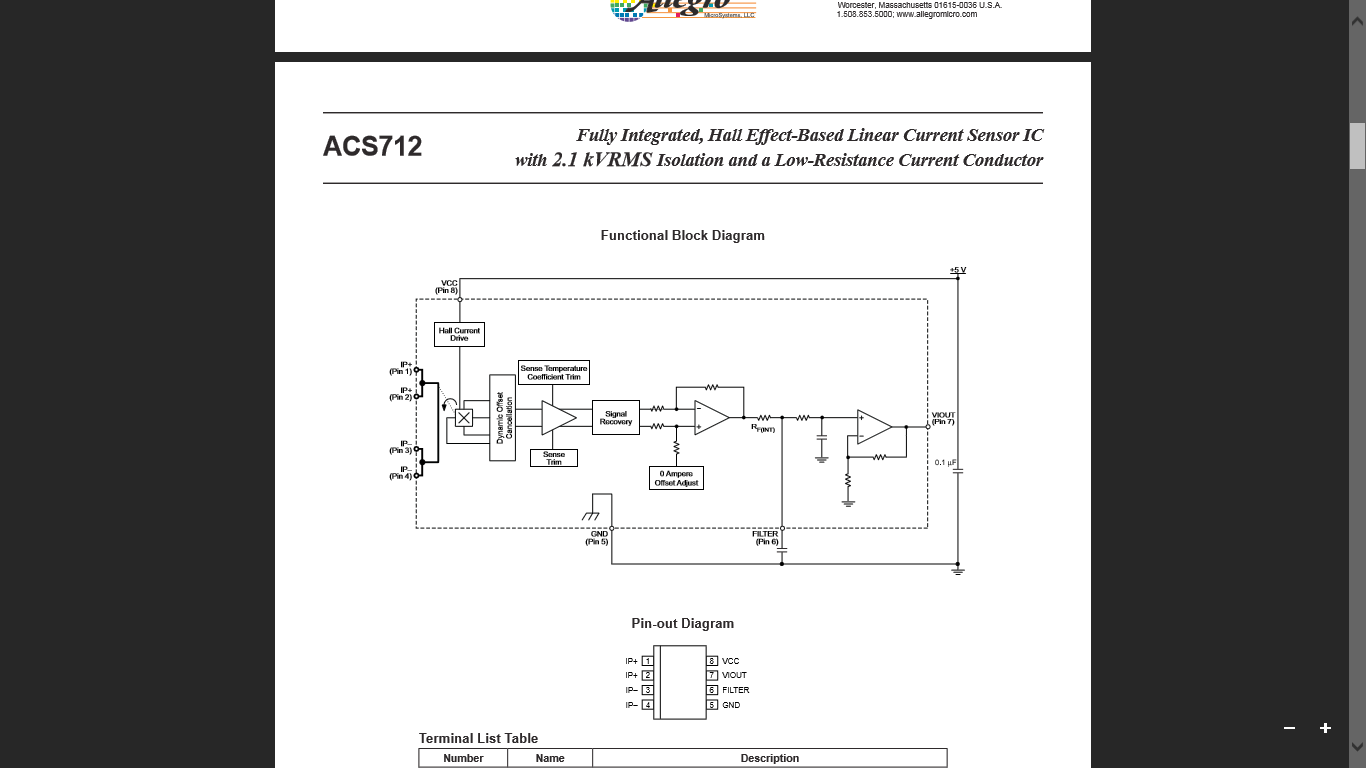 Allegro
MicroSystems, LLC
Worcester, Massachusetts 01615-0036 U.S.A.
1.508.853.5000; www.allegromicro.com
ACS712
Fully Integrated, Hall Effect-Based Linear Current Sensor IC
with 2.1 kVRMS Isolation and a Low-Resistance Current Conductor
Functional Block Diagram
+5 V
VCC
(Pin 8)
Hall Current
Drive
IP+
(Pin 1)
IP+
(Pin 2)
IP−
(Pin 3)
IP−
(Pin 4)
Dynamic Offset
Cancellation
Sense Temperature
Coefficient Trim
Sense
Trim
Signal
Recovery
0 Ampere
Offset Adjust
−
+
RF(INT)
+
−
VIOUT
(Pin 7)
0.1 µF
GND
(Pin 5)
FILTER
(Pin 6)
Pin-out Diagram
IP+ 1 8 VCC
IP+ 2 7 VIOUT
IP− 3 6 FILTER
IP− 4 5 GND
Terminal List Table
Number Name Description